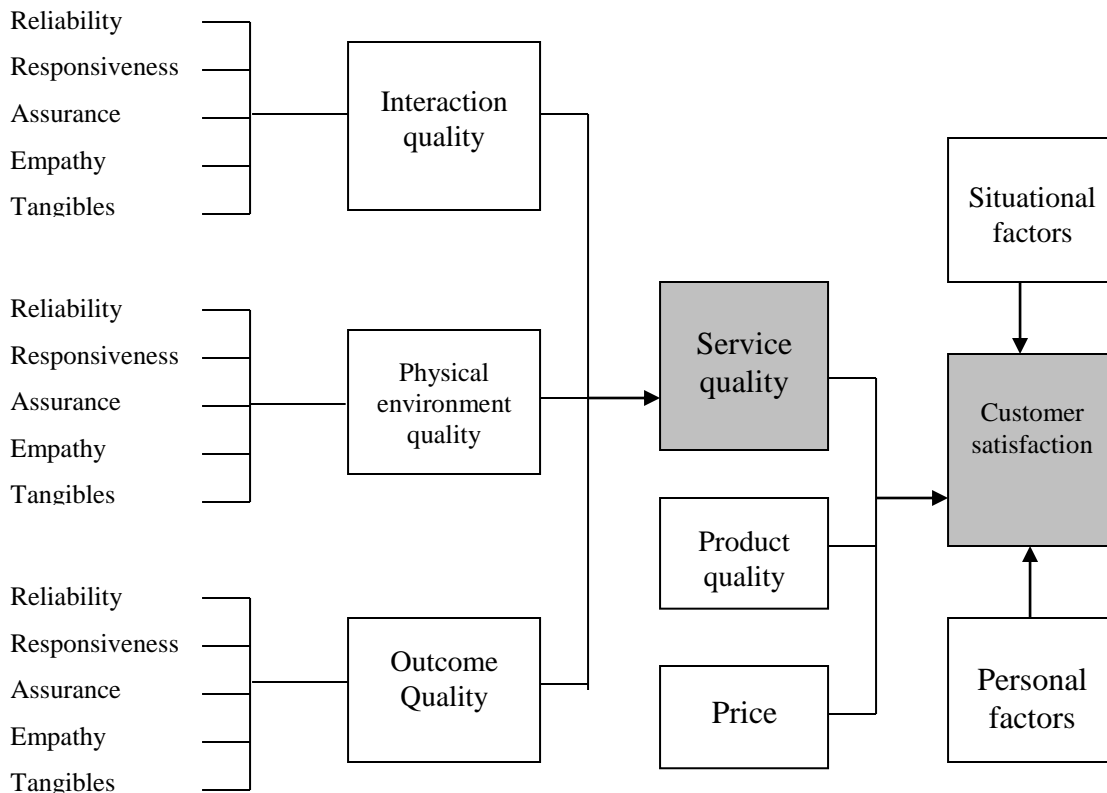 Reliability
Responsiveness
Assurance
Empathy
Tangibles
Interaction
quality
Reliability
Responsiveness
Assurance
Empathy
Tangibles
Physical
environment
quality
Reliability
Responsiveness
Assurance
Empathy
Tangibles
Outcome
Quality
Service
quality
Product
quality
Price
Situational
factors
Customer
satisfaction
Personal
factors